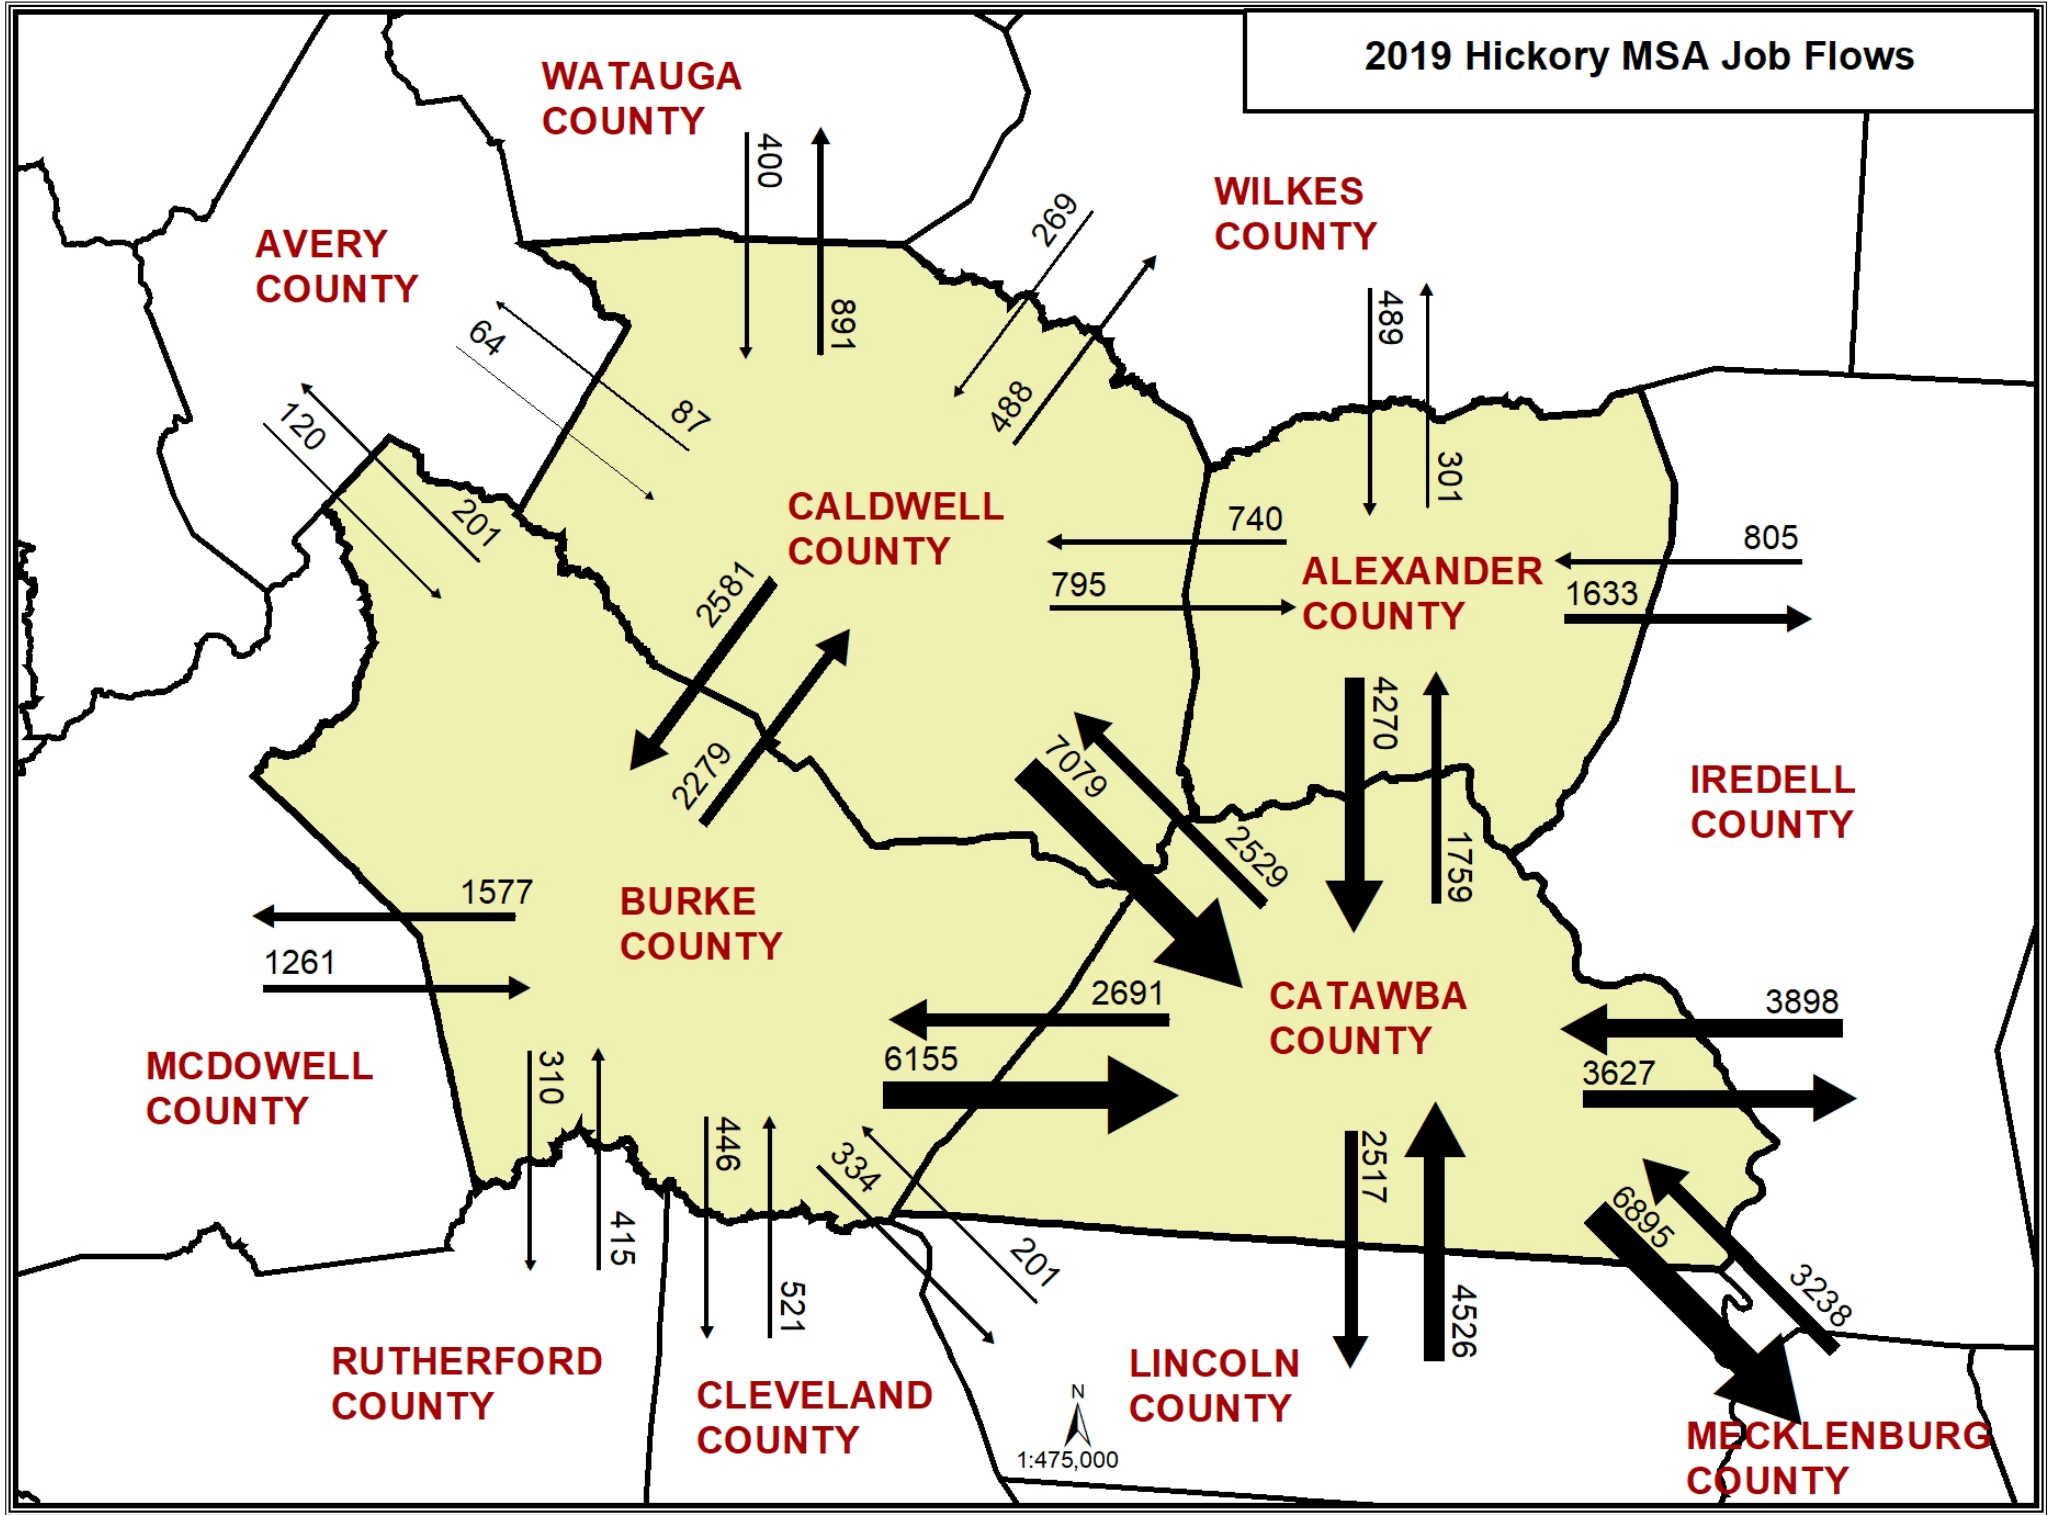 2019 Hickory MSA Job Flows
WATAUGA
COUNTY
400
891
WILKES
COUNTY
269
488
489
301
AVERY
COUNTY
64
87
120
201
CALDWELL
COUNTY
740
795
ALEXANDER
COUNTY
805
1633
2581
2279
7079
2529
4270
1759
IREDELL
COUNTY
BURKE
COUNTY
1577
1261
2691
6155
CATAWBA
COUNTY
3898
3627
MCDOWELL
COUNTY
310
415
446
521
334
201
2517
4526
6895
3238
RUTHERFORD
COUNTY
CLEVELAND
COUNTY
LINCOLN
COUNTY
N
1:475,000
MECKLENBURG
COUNTY